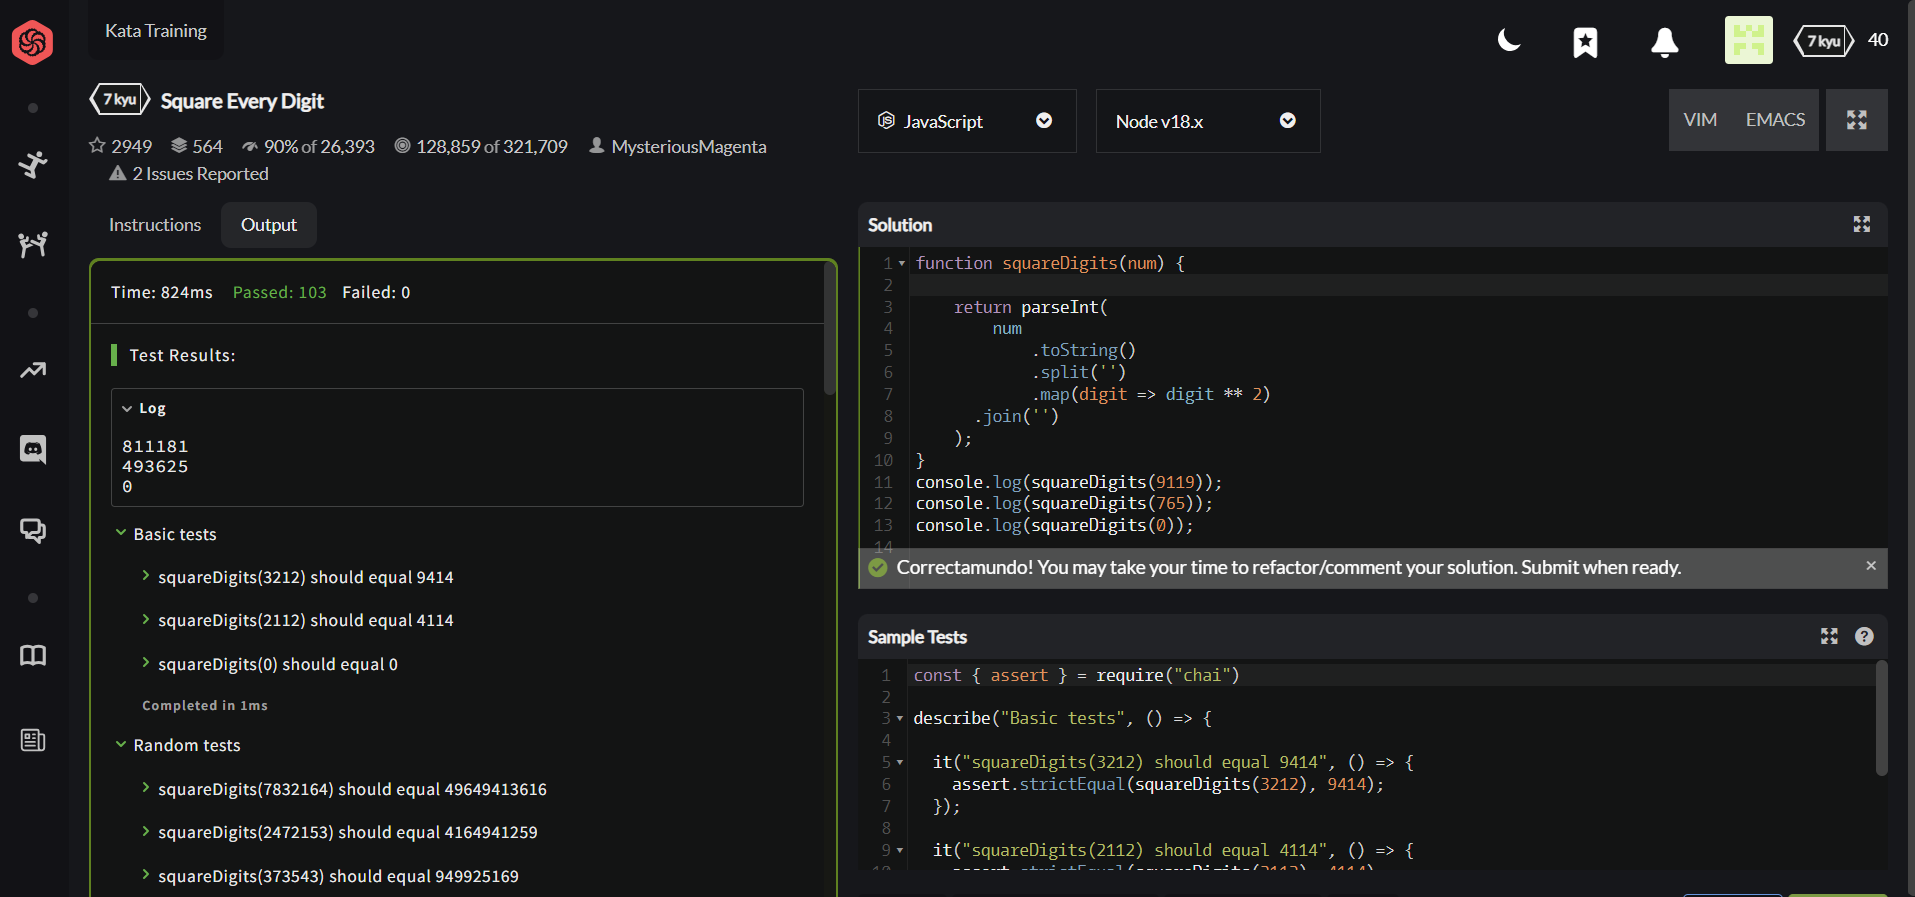 Kata Training
7 kyu
40
7 kyu Square Every Digit
2949 564 90% of 26,393 128,859 of 321,709 MysteriousMagenta
2 Issues Reported
JavaScript
Node v18.x
VIM EMACS
Instructions Output
Time: 824ms Passed: 103 Failed: 0
Test Results:
Log
811181
493625
0
Basic tests
squareDigits(3212) should equal 9414
squareDigits(2112) should equal 4114
squareDigits(0) should equal 0
Completed in 1ms
Random tests
squareDigits(7832164) should equal 49649413616
squareDigits(2472153) should equal 4164941259
squareDigits(373543) should equal 949925169
Solution
1 function squareDigits(num) {
2
3 return parseInt(
4 num
5 .toString()
6 .split('')
7 .map(digit => digit ** 2)
8 .join('')
9 );
10 }
11 console.log(squareDigits(9119));
12 console.log(squareDigits(765));
13 console.log(squareDigits(0));
14
Correctamundo! You may take your time to refactor/comment your solution. Submit when ready.
×
Sample Tests
?
1 const { assert } = require("chai")
2
3 describe("Basic tests", () => {
4
5 it("squareDigits(3212) should equal 9414", () => {
6 assert.strictEqual(squareDigits(3212), 9414);
7 });
8
9 it("squareDigits(2112) should equal 4114", () => {
10 assert.strictEqual(squareDigits(2112), 4114)